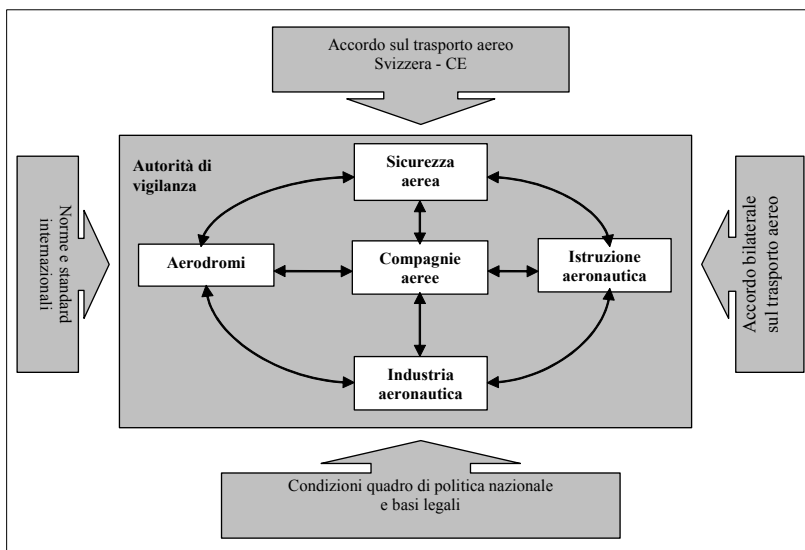 Accordo sul trasporto aereo
Svizzera - CE
Autorità di
vigilanza
Sicurezza
aerea
Norme e standard
internazionali
Aerodromi
Compagnie
aeree
Istruzione
aeronautica
Accordo bilaterale
sul trasporto aereo
Industria
aeronautica
Condizioni quadro di politica nazionale
e basi legali